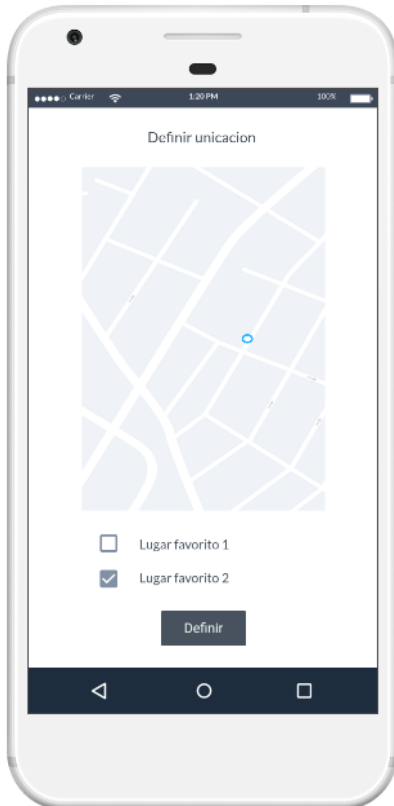 Carrier 1:20 PM 100%
Definir unicacion
Lugar favorito 1
Lugar favorito 2
Definir